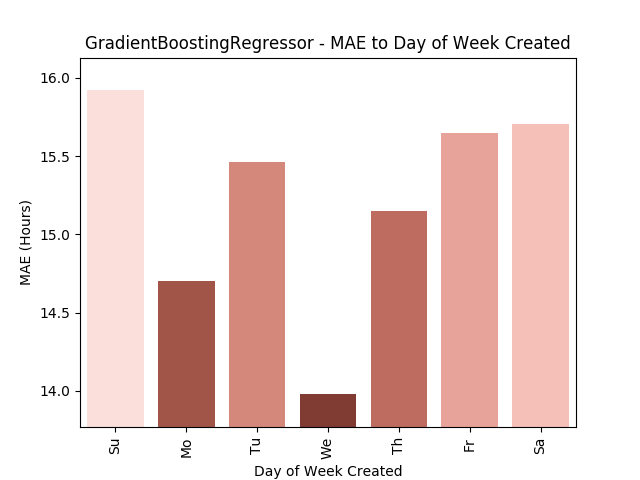 GradientBoostingRegressor - MAE to Day of Week Created
16.0
15.5
15.0
14.5
14.0
MAE (Hours)
Su Mo Tu We Th Fr Sa
Day of Week Created